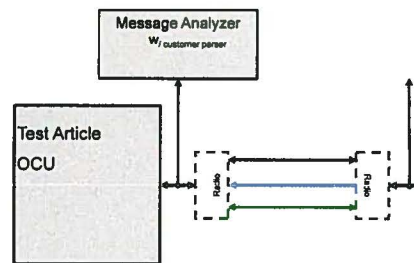 Message Analyzer
w/ customer parser
Test Article
OCU
Radio
Radio